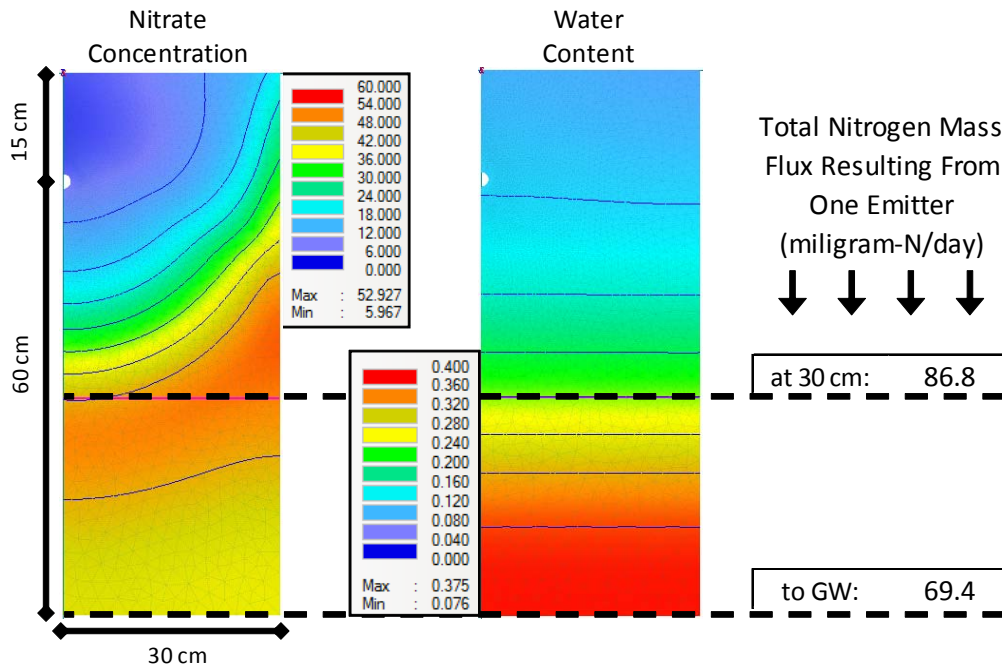 Nitrate
Concentration
Water
Content
15 cm
60 cm
30 cm
60.000
54.000
48.000
42.000
36.000
30.000
24.000
18.000
12.000
6.000
0.000
Max : 52.927
Min : 5.967
0.400
0.360
0.320
0.280
0.240
0.200
0.160
0.120
0.080
0.040
0.000
Max : 0.375
Min : 0.076
Total Nitrogen Mass
Flux Resulting From
One Emitter
(miligram-N/day)
at 30 cm: 86.8
to GW: 69.4